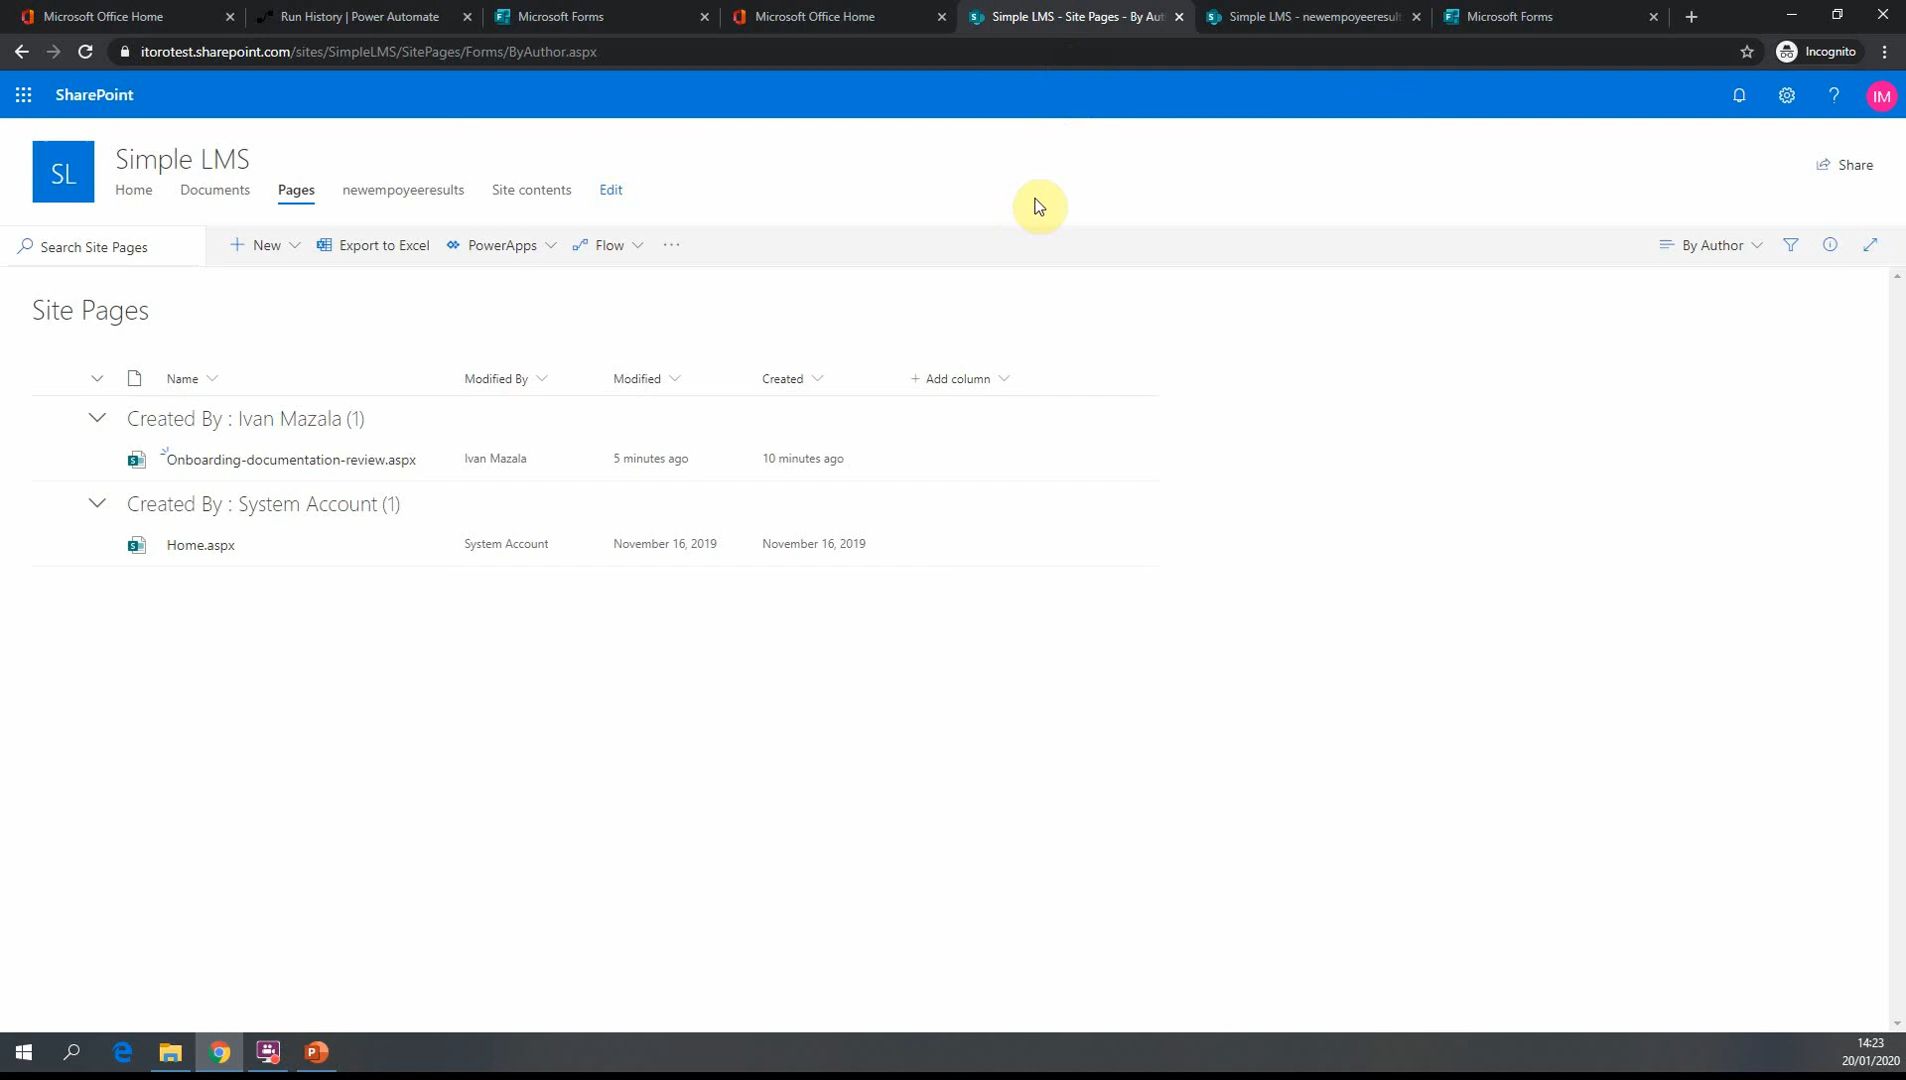 Microsoft Office Home
Run History | Power Automate
Microsoft Forms
Microsoft Office Home
Simple LMS - Site Pages - By Aut
Simple LMS - newempoyeeresult
Microsoft Forms
itorotest.sharepoint.com/sites/SimpleLMS/SitePages/Forms/ByAuthor.aspx
Incognito
SharePoint
IM
SL
Simple LMS
Home
Documents
Pages
newempoyeeresults
Site contents
Edit
Share
Search Site Pages
New
Export to Excel
PowerApps
Flow
By Author
Site Pages
Name
Modified By
Modified
Created
Add column
Created By : Ivan Mazala (1)
Onboarding-documentation-review.aspx
Ivan Mazala
5 minutes ago
10 minutes ago
Created By : System Account (1)
Home.aspx
System Account
November 16, 2019
November 16, 2019
14:23
20/01/2020